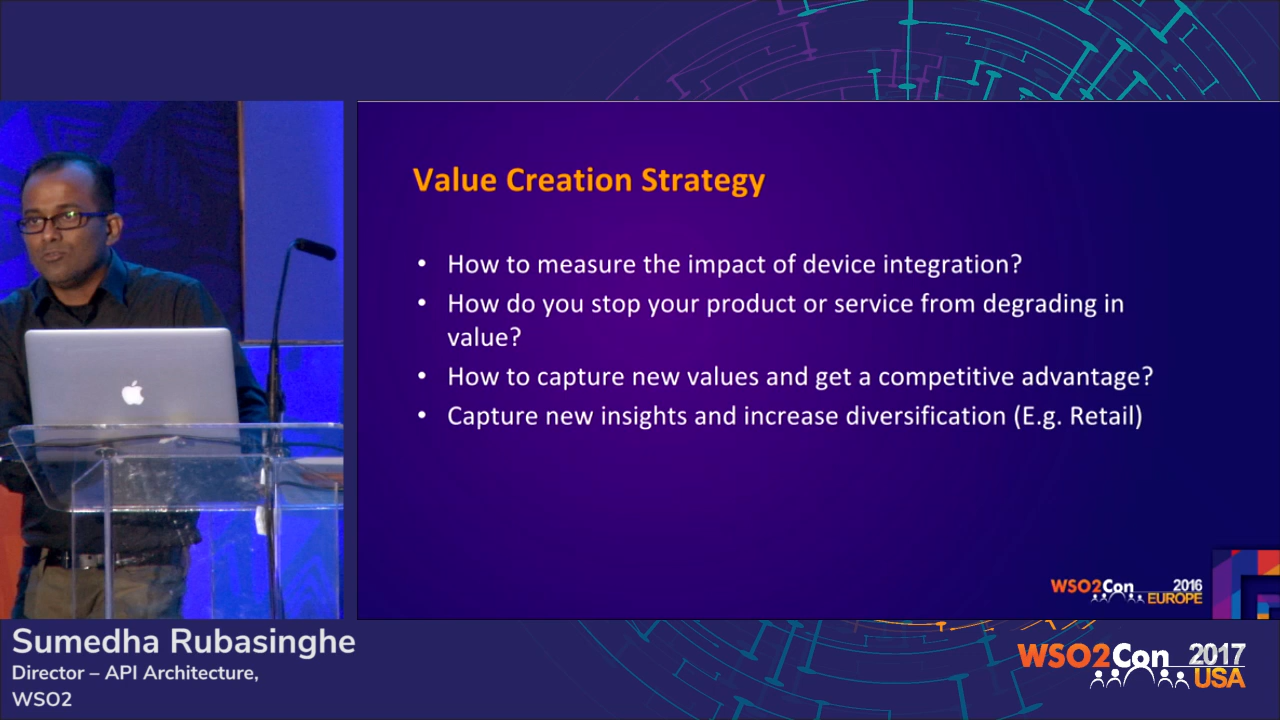 Value Creation Strategy
• How to measure the impact of device integration?
• How do you stop your product or service from degrading in
value?
• How to capture new values and get a competitive advantage?
• Capture new insights and increase diversification (E.g. Retail)
WSO2Con 2016
EUROPE
Sumedha Rubasinghe
Director – API Architecture,
WSO2
WSO2Con 2017
USA